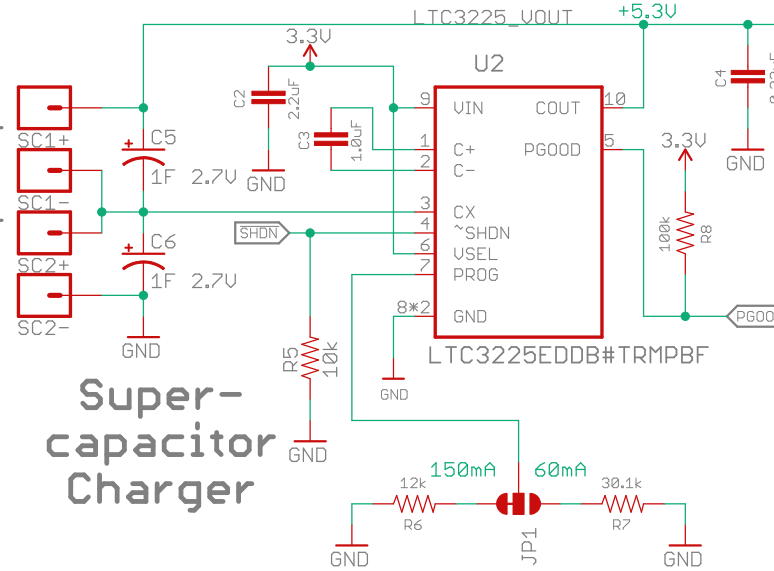 LTC3225_VOUT
+5.3V
3.3V
U2
C2
2.2uF
C3
1.0uF
9
VIN
COUT
10
C4
SC1+
C5
1F 2.7V
1
C+
PGOOD
5
3.3V
2
C-
GND
GND
SC1-
3
CX
SHDN
4
~SHDN
100k
R8
SC2+
C6
6
VSEL
1F 2.7V
7
PROG
8*2
GND
PGOO
SC2-
GND
R5
10k
LTC3225EDDB#TRMPBF
GND
Super-
capacitor
Charger
GND
150mA
60mA
12k
30.1k
R6
R7
JP1
GND
GND